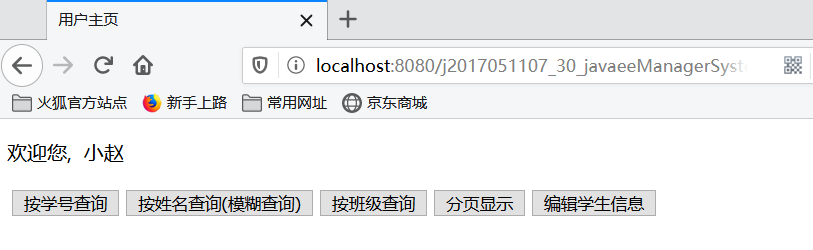 用户主页
localhost:8080/j2017051107_30_javaeeManagerSyst
火狐官方站点 新手上路 常用网址 京东商城
欢迎您, 小赵
按学号查询 按姓名查询(模糊查询) 按班级查询 分页显示 编辑学生信息